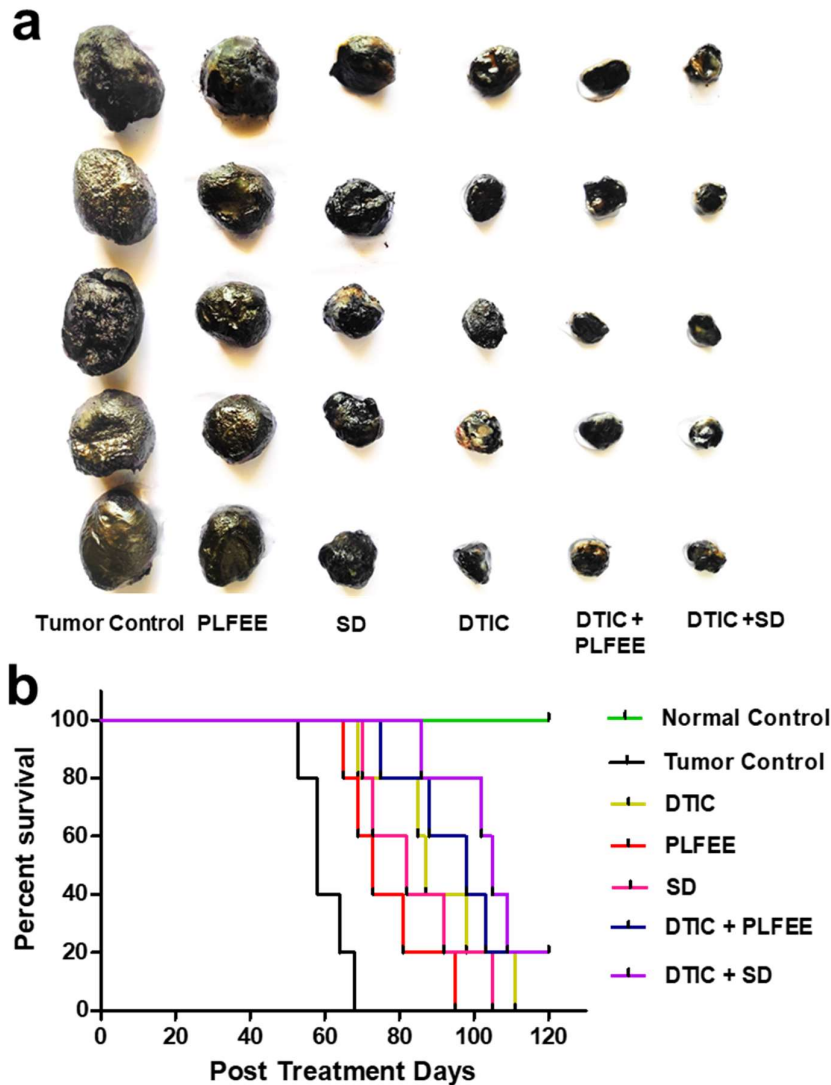 a
Tumor Control PLFEE SD DTIC DTIC + PLFEE DTIC +SD
b
Percent survival
100
80
60
40
20
0
0 20 40 60 80 100 120
Post Treatment Days
Normal Control
Tumor Control
DTIC
PLFEE
SD
DTIC + PLFEE
DTIC + SD